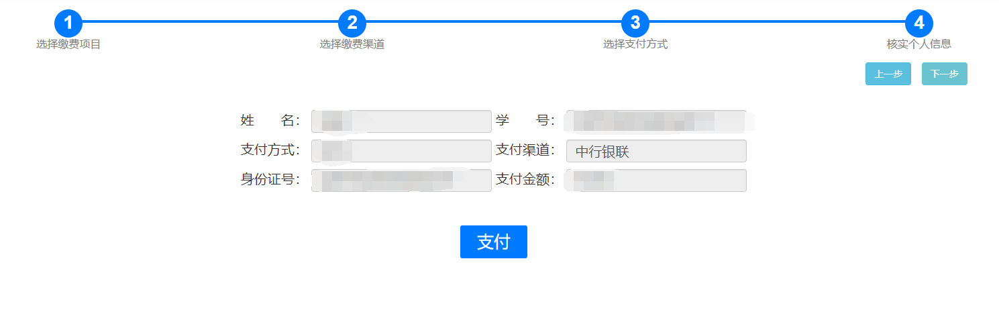 1 2 3 4
选择缴费项目 选择缴费渠道 选择支付方式 核实个人信息
上一步 下一步
姓 名： 学 号：
支付方式： 支付渠道： 中行银联
身份证号： 支付金额：
支付